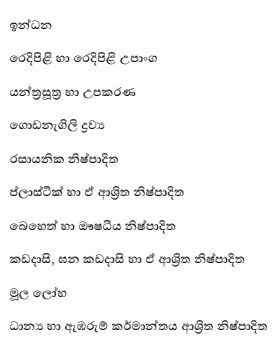 ඉන්ධන
රෙදිපිළි හා රෙදිපිළි උපාංග
යන්ත්‍රසූත්‍ර හා උපකරණ
ගොඩනැගිලි ද්‍රව්‍ය
රසායනික නිෂ්පාදිත
ප්ලාස්ටික් හා ඒ ආශ්‍රිත නිෂ්පාදිත
බෙහෙත් හා ඖෂධීය නිෂ්පාදිත
කඩදාසි, ඝන කඩදාසි හා ඒ ආශ්‍රිත නිෂ්පාදිත
මූල ලෝහ
ධාන්‍ය හා ඇඹරුම් කර්මාන්තය ආශ්‍රිත නිෂ්පාදිත